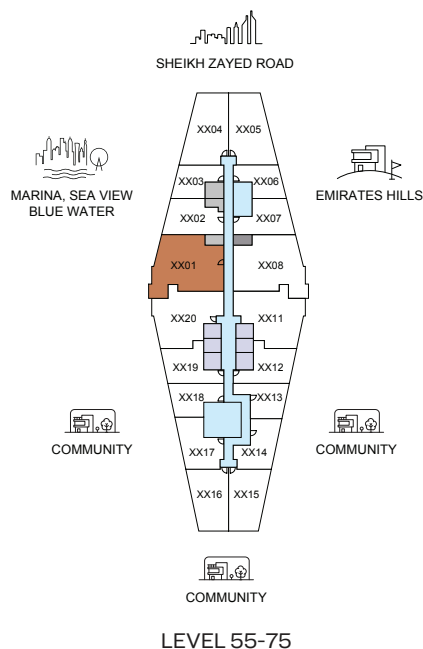 SHEIKH ZAYED ROAD
XX04 XX05
MARINA, SEA VIEW
BLUE WATER
XX03 XX06
EMIRATES HILLS
XX02 XX07
XX01 XX08
XX20 XX11
XX19 XX12
XX18 XX13
COMMUNITY
COMMUNITY
XX17 XX14
XX16 XX15
COMMUNITY
LEVEL 55-75